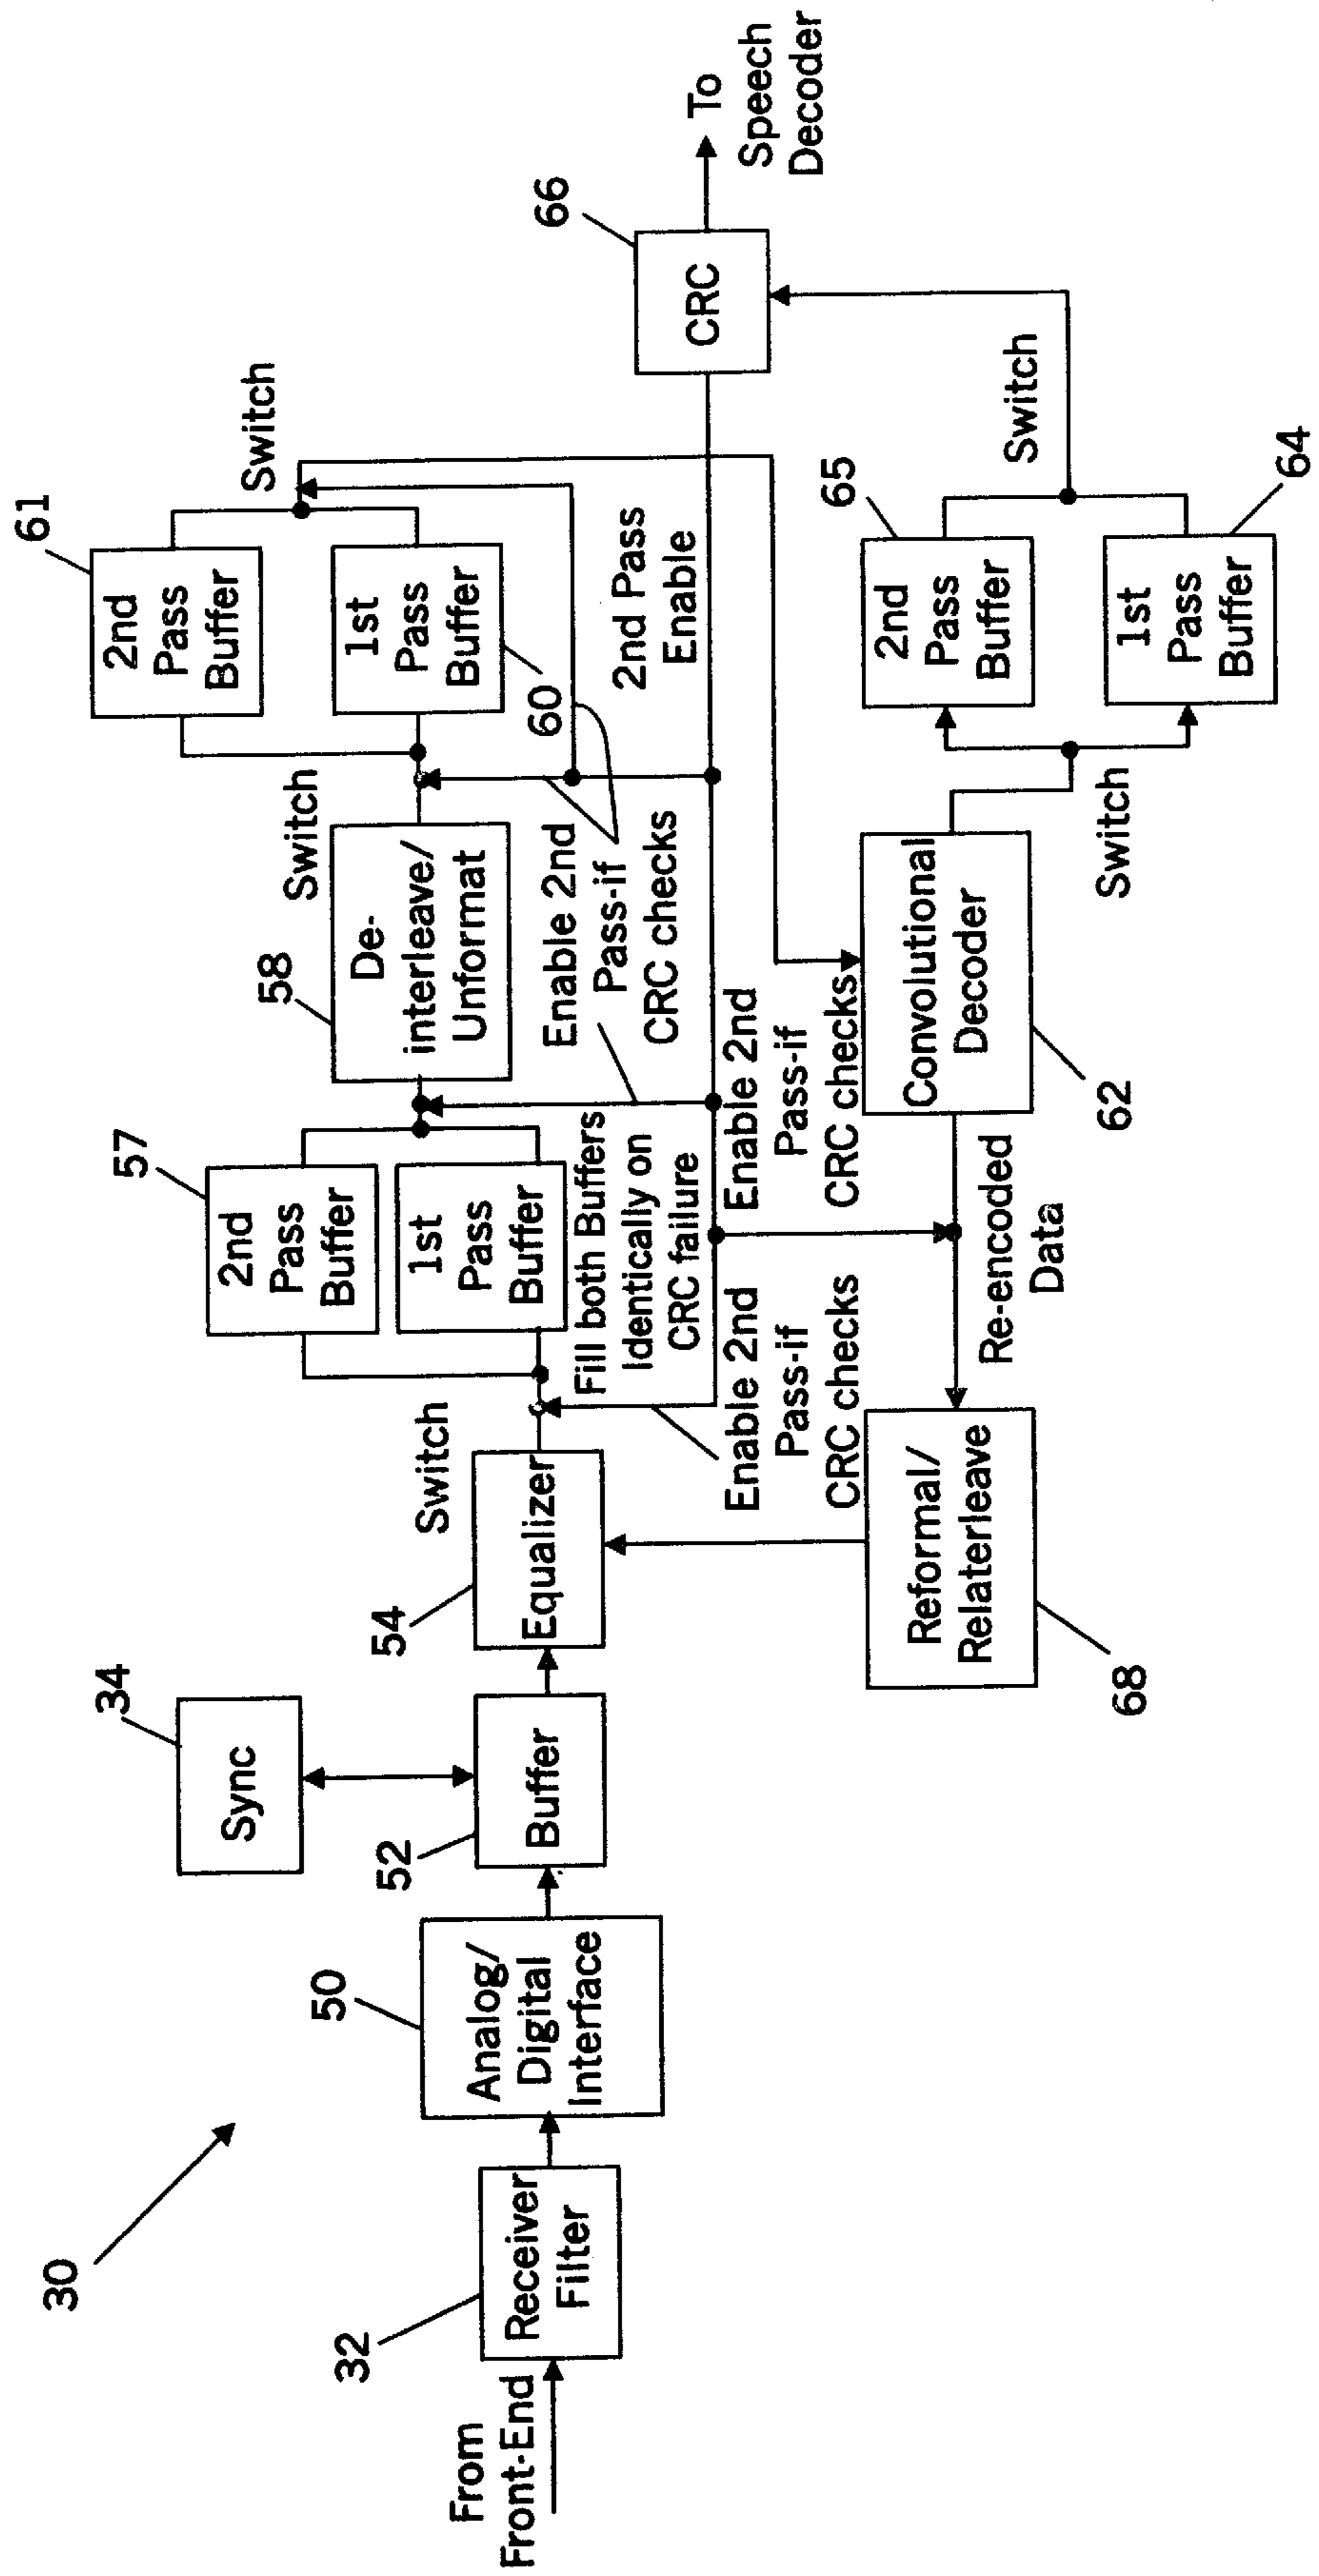 30
From
Front-End
32
Receiver
Filter
50
Analog/
Digital
Interface
34
Sync
52
Buffer
54
Equalizer
Switch
57
2nd
Pass
Buffer
1st
Pass
Buffer
Fill both Buffers
Identically on
CRC failure
58
De-
interleave/
Unformat
Switch
61
2nd
Pass
Buffer
1st
Pass
Buffer
60
Switch
Enable 2nd
Pass-if
CRC checks
2nd Pass
Enable
66
CRC
To
Speech
Decoder
Enable 2nd
Pass-if
CRC checks
Enable 2nd
Pass-if
CRC checks
68
Reformal/
Relaterleave
Re-encoded
Data
62
Convolutional
Decoder
Switch
65
2nd
Pass
Buffer
1st
Pass
Buffer
64
Switch